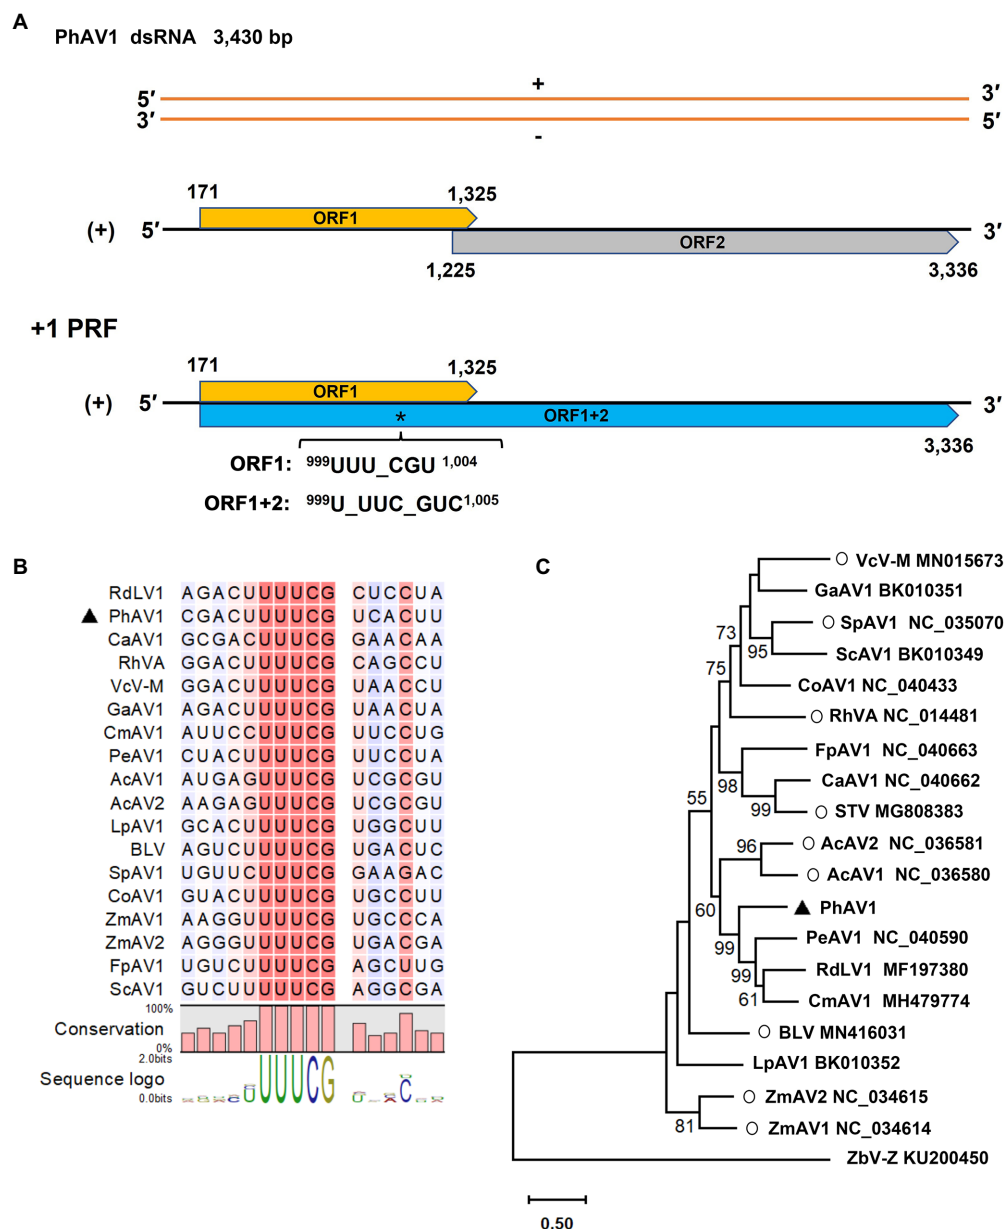 A
PhAV1 dsRNA 3,430 bp
+
5′ 3′
3′ 5′
-
171 1,325
ORF1
(+) 5′ 3′
ORF2
1,225 3,336
+1 PRF
171 1,325
ORF1
(+) 5′ 3′
* ORF1+2
3,336
ORF1: 999UUU_CGU 1,004
ORF1+2: 999U_UUC_GUC1,005
B
RdLV1 AGACUUUUCG CUCCUA
▲ PhAV1 CGACUUUUCG UCACUU
CaAV1 GCGACUUUCG GAACAA
RhVA GGACUUUUCG CAGCCU
VcV-M GGACUUUUCG UAACCU
GaAV1 AGACUUUUCG UAACUA
CmAV1 AUUCCUUUCG UUCCUG
PeAV1 CUACUUUUCG UUCCUA
AcAV1 AUGAGUUUCG UCGCGU
AcAV2 AAGAGUUUCG UCGCGU
LpAV1 GCACUUUUCG UGGCUU
BLV AGUCUUUUCG UGACUC
SpAV1 UGUUCUUUCG GAAGAC
CoAV1 GUACUUUUCG UGCCUU
ZmAV1 AAGGUUUUCG UGCCCA
ZmAV2 AGGGUUUUCG UGACGA
FpAV1 UGUCUUUUCG AGCUUG
ScAV1 GUCUUUUUCG AGGCGA
100%
Conservation
0%
2.0bits
Sequence logo
0.0bits
UUUCG C
C
VcV-M MN015673
GaAV1 BK010351
SpAV1 NC_035070
73
95
ScAV1 BK010349
75
CoAV1 NC_040433
RhVA NC_014481
FpAV1 NC_040663
98
CaAV1 NC_040662
55
99
STV MG808383
96
AcAV2 NC_036581
AcAV1 NC_036580
60
▲ PhAV1
99
PeAV1 NC_040590
99
RdLV1 MF197380
61
CmAV1 MH479774
BLV MN416031
LpAV1 BK010352
ZmAV2 NC_034615
81
ZmAV1 NC_034614
ZbV-Z KU200450
0.50